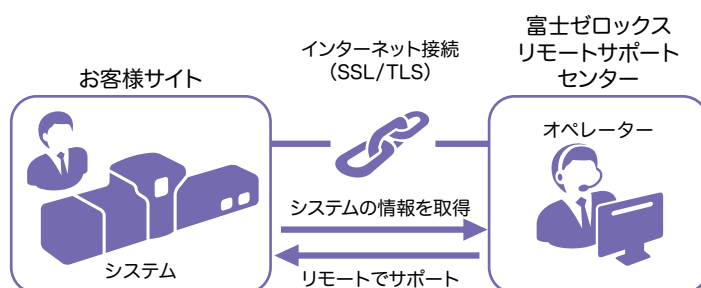 お客様サイト
システム
インターネット接続
（SSL/TLS）
システムの情報を取得
リモートでサポート
富士ゼロックス
リモートサポート
センター
オペレーター